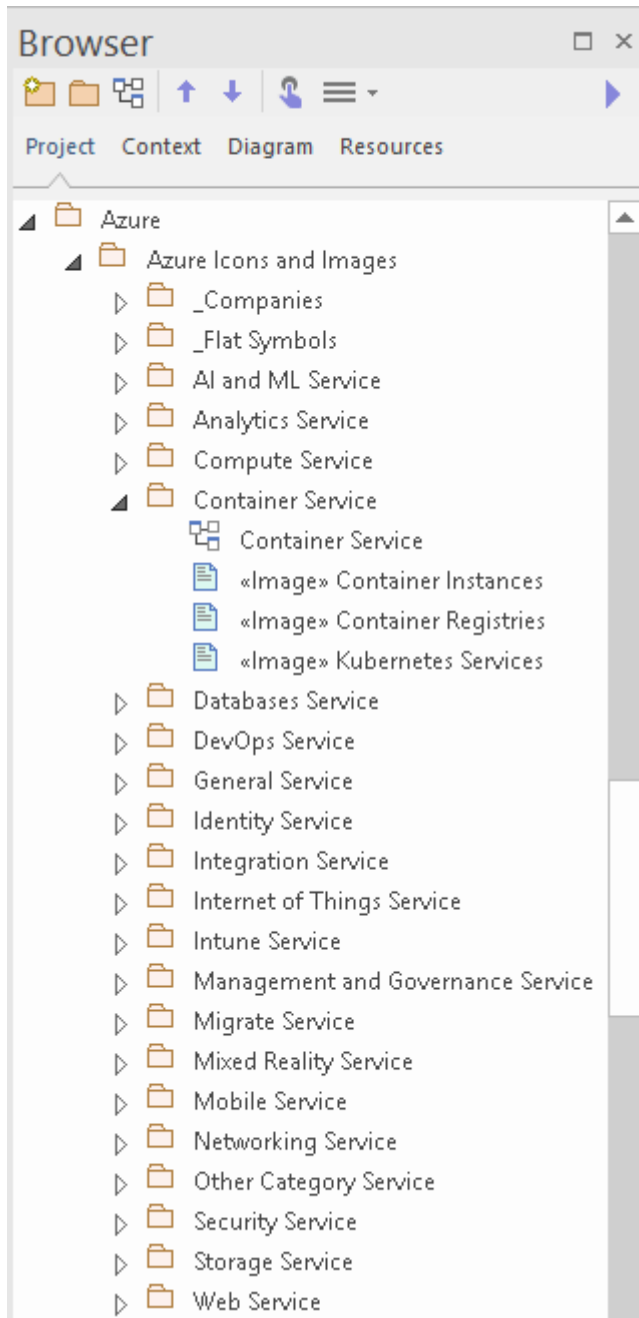 Browser
Project Context Diagram Resources
Azure
Azure Icons and Images
_Companies
_Flat Symbols
AI and ML Service
Analytics Service
Compute Service
Container Service
Container Service
«Image» Container Instances
«Image» Container Registries
«Image» Kubernetes Services
Databases Service
DevOps Service
General Service
Identity Service
Integration Service
Internet of Things Service
Intune Service
Management and Governance Service
Migrate Service
Mixed Reality Service
Mobile Service
Networking Service
Other Category Service
Security Service
Storage Service
Web Service